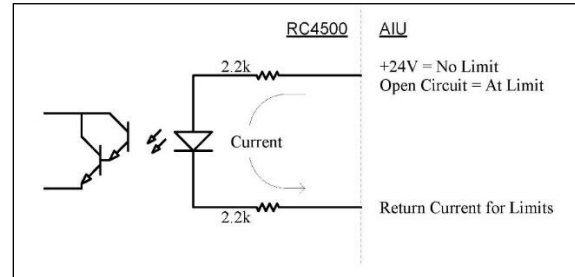 RC4500 AIU
2.2k
+24V = No Limit
Open Circuit = At Limit
Current
2.2k
Return Current for Limits